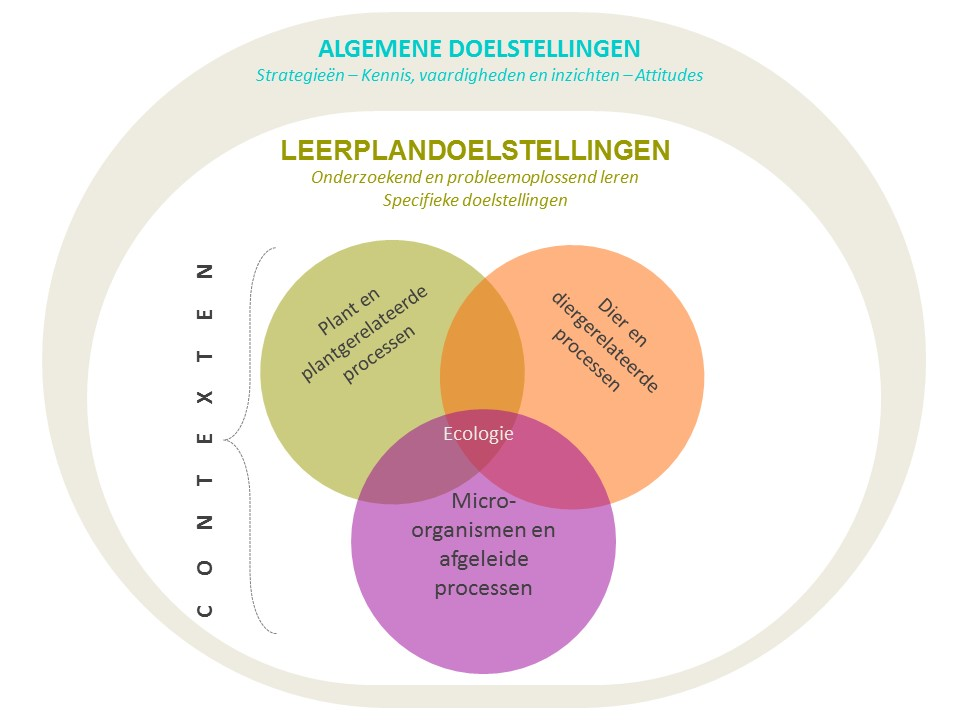 ALGEMENE DOELSTELLINGEN
Strategieën – Kennis, vaardigheden en inzichten – Attitudes
LEERPLANDOELSTELLINGEN
Onderzoekend en probleemoplossend leren
Specifieke doelstellingen
CONTEXTEN
Plant en
plantgerelateerde
processen
Dier en
diergerelateerde
processen
Ecologie
Micro-
organismen en
afgeleide
processen